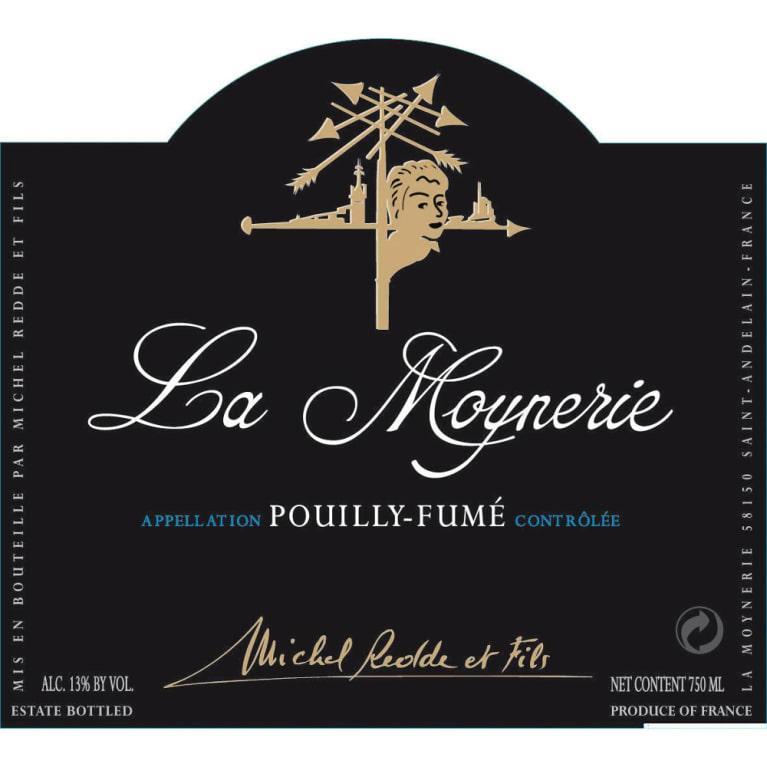 La Moynerie
APPELLATION POUILLY-FUMÉ CONTRÔLÉE
Michel Redde et Fils
MIS EN BOUTEILLE PAR MICHEL REDDE ET FILS
LA MOYNERIE 58150 SAINT-ANDELAIN-FRANCE
ALC. 13% BY VOL.
ESTATE BOTTLED
NET CONTENT 750 ML
PRODUCE OF FRANCE